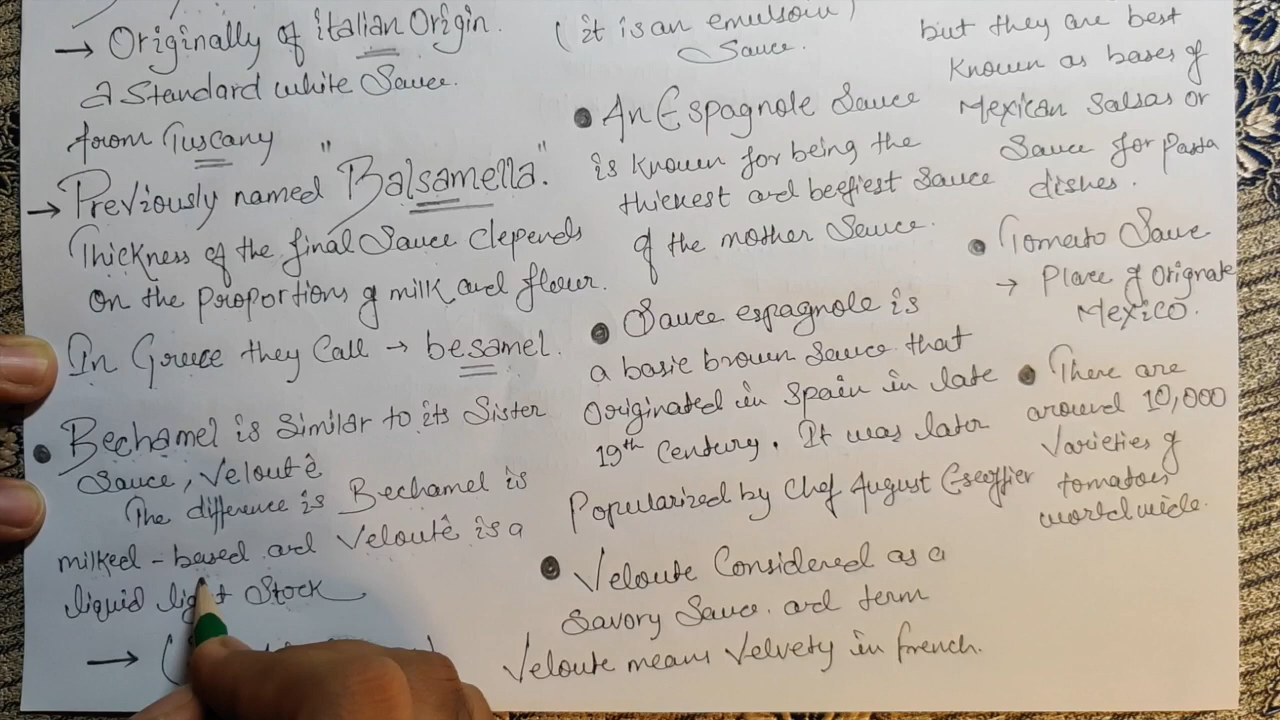 → Originally of italian Origin.
a Standard white Sauce.
from Tuscany
→ Previously named "Balsamella."
Thickness of the final Sauce depends
on the proportions of milk and flour.
In Greece they Call → besamel.
• Bechamel is Similar to its Sister
Sauce, Veloutê
The difference is Bechamel is
milked - based and Veloutê is a
liquid light Stock
→ (
(it is an emulsoin)
Sauce.
• An Espagnole Sauce
is Known for being the
thickest and beefiest Sauce
of the mother Sauce.
• Sauce espagnole is
a basic brown Sauce that
Originated in Spain in late
19th Century. It was later
Popularized by Chef August Escoffier
• Veloute Considered as a
Savory Sauce. and term
Veloute means Velvety in french.
but they are best
Known as bases of
Mexican Salsas or
Sauce for Pasta
dishes.
• Tomato Sauce
→ Place of Orignate
Mexico.
• There are
around 10,000
Varieties of
tomatoes
worldwide.